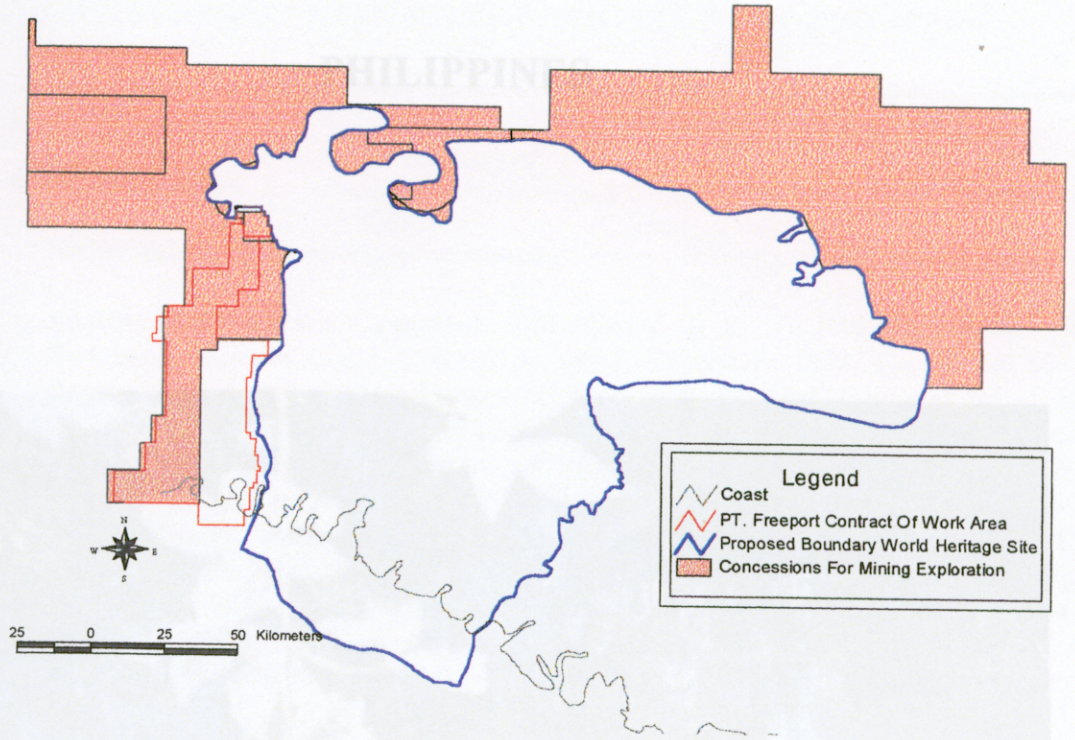 PHILIPPINES
Legend
Coast
PT. Freeport Contract Of Work Area
Proposed Boundary World Heritage Site
Concessions For Mining Exploration
N
W E
S
25 0 25 50 Kilometers